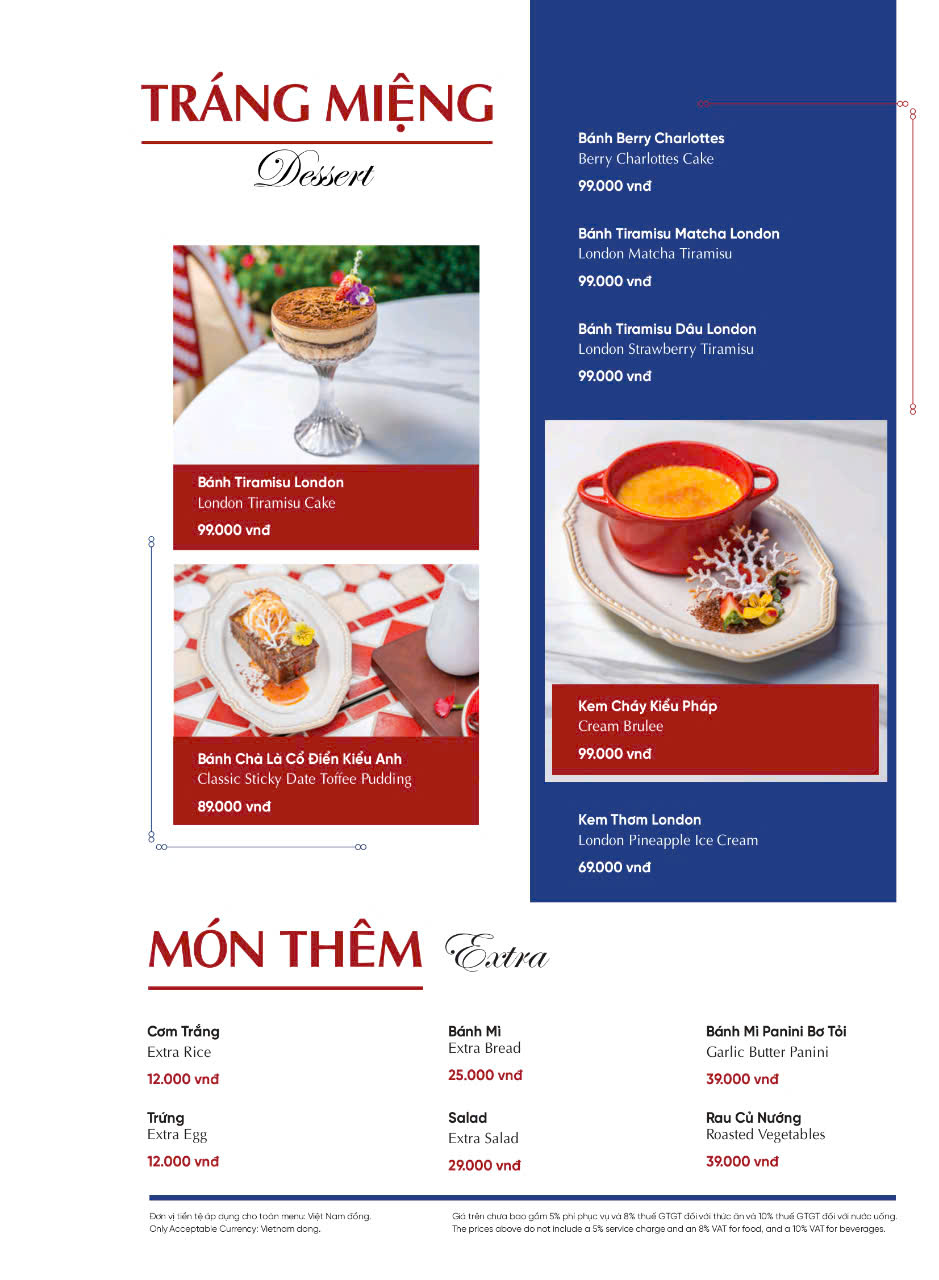 TRÁNG MIỆNG
Dessert
Bánh Tiramisu London
London Tiramisu Cake
99.000 vnđ
Bánh Chà Là Cổ Điển Kiểu Anh
Classic Sticky Date Toffee Pudding
89.000 vnđ
Bánh Berry Charlottes
Berry Charlottes Cake
99.000 vnđ
Bánh Tiramisu Matcha London
London Matcha Tiramisu
99.000 vnđ
Bánh Tiramisu Dâu London
London Strawberry Tiramisu
99.000 vnđ
Kem Cháy Kiểu Pháp
Cream Brulee
99.000 vnđ
Kem Thơm London
London Pineapple Ice Cream
69.000 vnđ
MÓN THÊM
Extra
Cơm Trắng
Extra Rice
12.000 vnđ
Bánh Mì
Extra Bread
25.000 vnđ
Bánh Mì Panini Bơ Tỏi
Garlic Butter Panini
39.000 vnđ
Trứng
Extra Egg
12.000 vnđ
Salad
Extra Salad
29.000 vnđ
Rau Củ Nướng
Roasted Vegetables
39.000 vnđ
Đơn vị tiền tệ áp dụng cho toàn menu: Việt Nam đồng.
Only Acceptable Currency: Vietnam dong.
Giá trên chưa bao gồm 5% phí phục vụ và 8% thuế GTGT đối với thức ăn và 10% thuế GTGT đối với nước uống.
The prices above do not include a 5% service charge and an 8% VAT for food, and a 10% VAT for beverages.